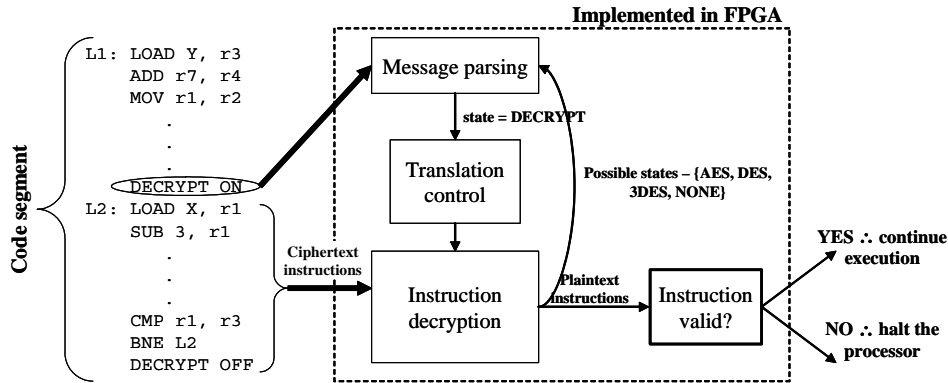 Implemented in FPGA
Code segment
L1: LOAD Y, r3
ADD r7, r4
MOV r1, r2
.
.
.
DECRYPT ON
L2: LOAD X, r1
SUB 3, r1
.
.
.
CMP r1, r3
BNE L2
DECRYPT OFF
Ciphertext
instructions
Message parsing
state = DECRYPT
Translation
control
Possible states – {AES, DES,
3DES, NONE}
Instruction
decryption
Plaintext
instructions
Instruction
valid?
YES ∴ continue
execution
NO ∴ halt the
processor